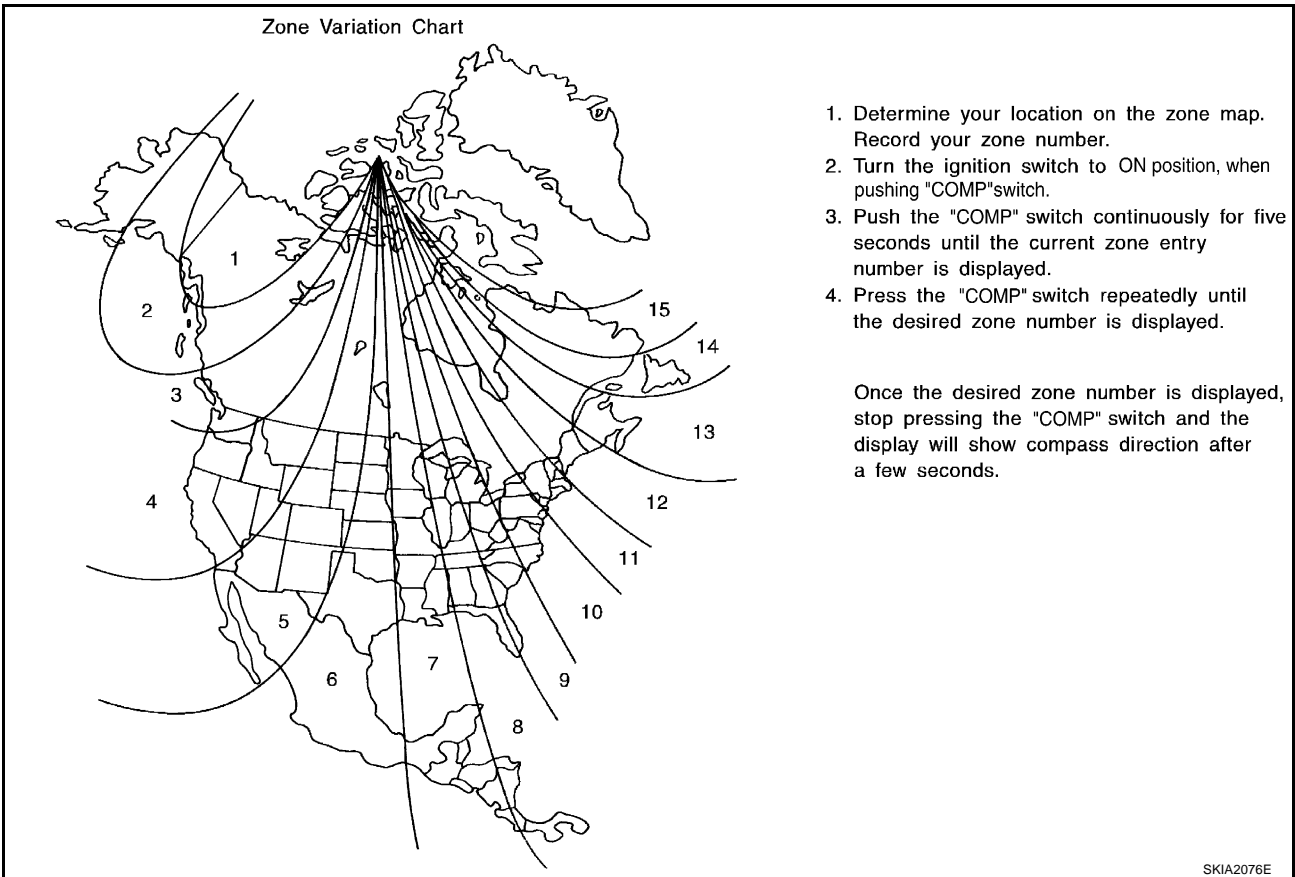 Zone Variation Chart
1. Determine your location on the zone map.
Record your zone number.
2. Turn the ignition switch to ON position, when
pushing "COMP"switch.
3. Push the "COMP" switch continuously for five
seconds until the current zone entry
number is displayed.
4. Press the "COMP" switch repeatedly until
the desired zone number is displayed.
Once the desired zone number is displayed,
stop pressing the "COMP" switch and the
display will show compass direction after
a few seconds.
1
2
3
4
5
6
7
8
9
10
11
12
13
14
15
SKIA2076E